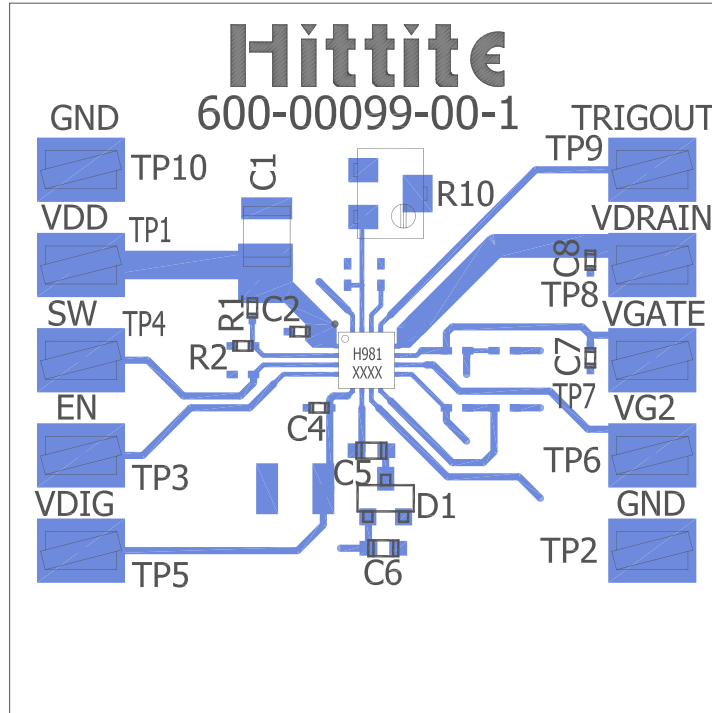 Hittite
600-00099-00-1
GND
TP10
C1
R10
TRIGOUT
TP9
VDD
TP1
VDRAIN
C8
TP8
SW
TP4
R1
C2
R2
H981
XXXX
VGATE
C7
TP7
EN
TP3
C4
VG2
TP6
VDIG
TP5
C5
D1
C6
GND
TP2